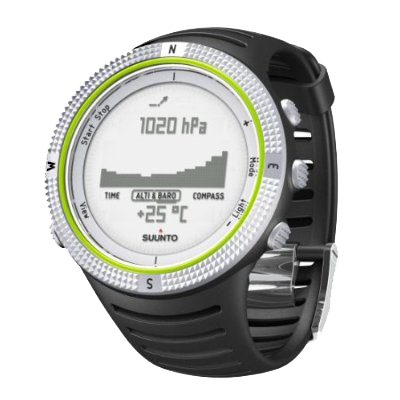 N
Start Stop
+
1020 hPa
W
E
Mode
TIME ALTI & BARO COMPASS
+25 °C
View
- Light
SUUNTO
S